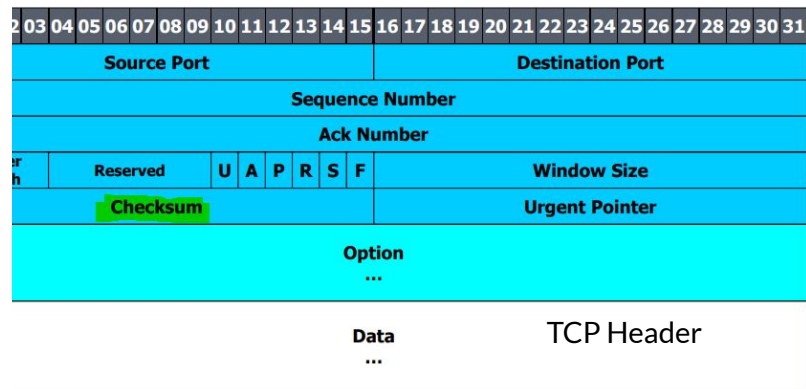 2 03 04 05 06 07 08 09 10 11 12 13 14 15 16 17 18 19 20 21 22 23 24 25 26 27 28 29 30 31
Source Port Destination Port
Sequence Number
Ack Number
er
h Reserved U A P R S F Window Size
Checksum Urgent Pointer
Option
...
Data TCP Header
...